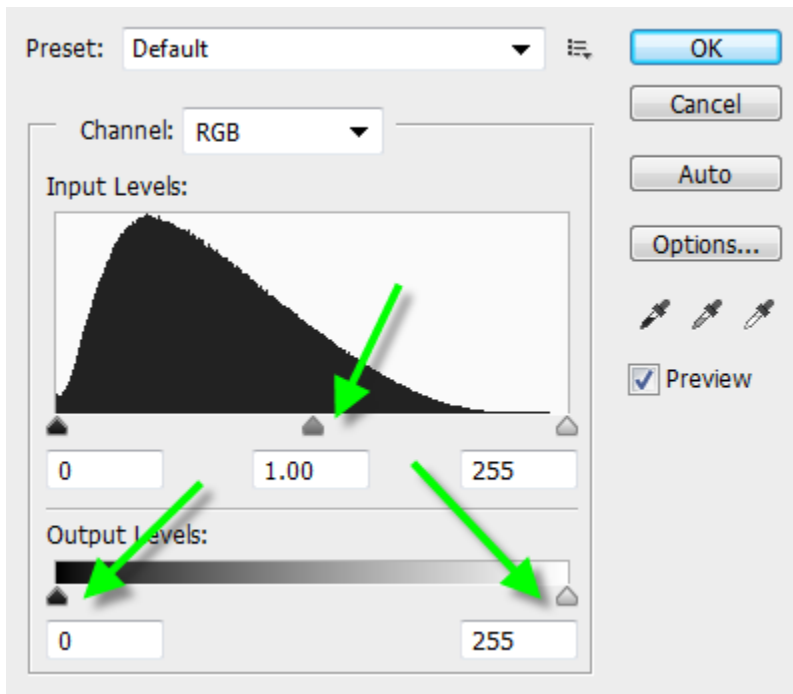 Preset: Default
OK
Cancel
Channel: RGB
Auto
Input Levels:
Options...
Preview
0 1.00 255
Output Levels:
0 255